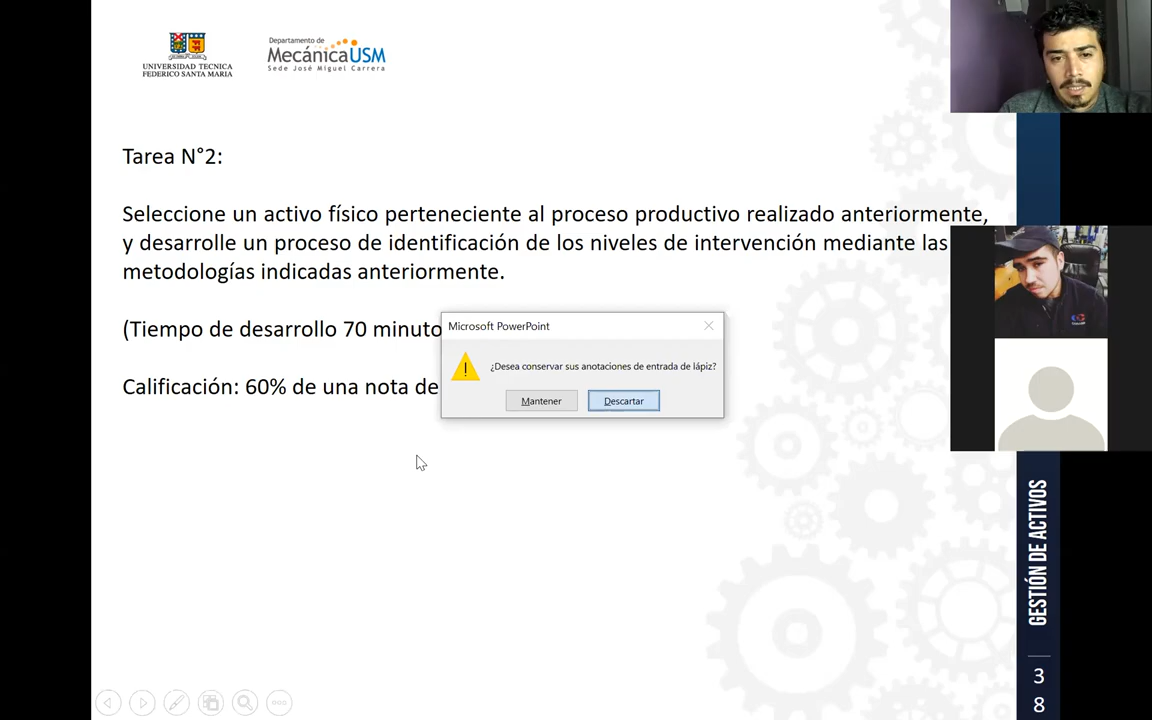 UNIVERSIDAD TECNICA
FEDERICO SANTA MARIA
Departamento de
MecánicaUSM
Sede José Miguel Carrera
Tarea N°2:
Seleccione un activo físico perteneciente al proceso productivo realizado anteriormente,
y desarrolle un proceso de identificación de los niveles de intervención mediante las
metodologías indicadas anteriormente.
(Tiempo de desarrollo 70 minuto
Calificación: 60% de una nota de
Microsoft PowerPoint
¿Desea conservar sus anotaciones de entrada de lápiz?
Mantener
Descartar
GESTIÓN DE ACTIVOS
3
8